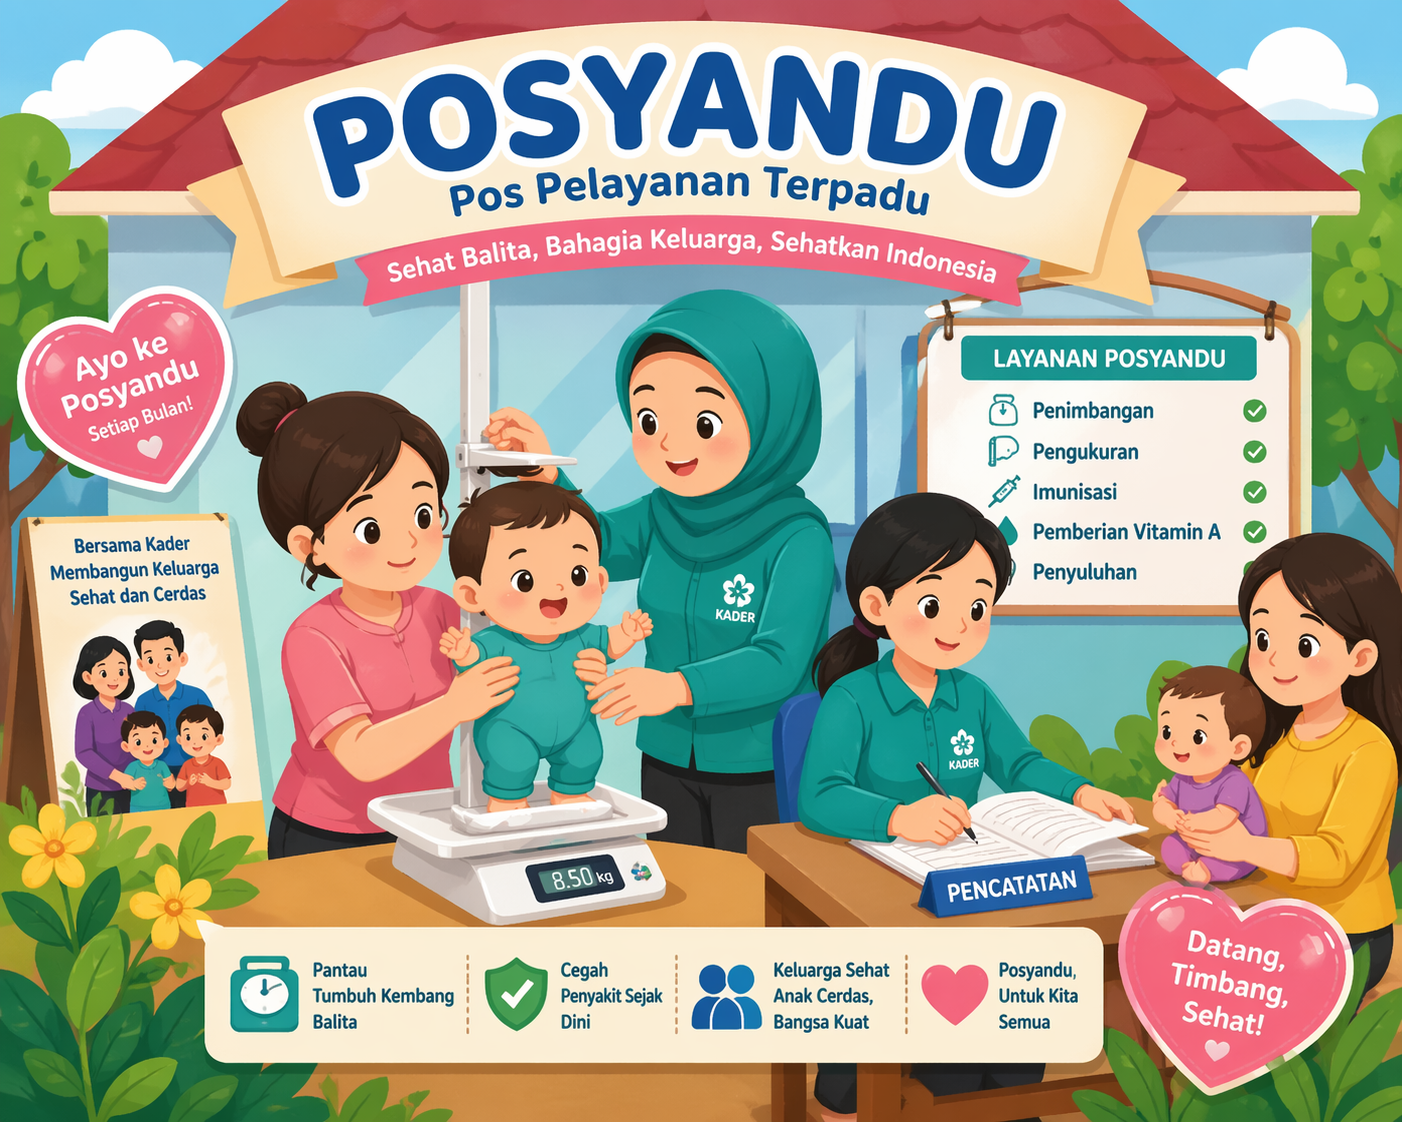 POSYANDU
Pos Pelayanan Terpadu
Sehat Balita, Bahagia Keluarga, Sehatkan Indonesia
Ayo ke
Posyandu
Setiap Bulan!
LAYANAN POSYANDU
Penimbangan
Pengukuran
Imunisasi
Pemberian Vitamin A
Penyuluhan
Bersama Kader
Membangun Keluarga
Sehat dan Cerdas
KADER
KADER
8.50 kg
PENCATATAN
Pantau
Tumbuh Kembang
Balita
Cegah
Penyakit Sejak
Dini
Keluarga Sehat
Anak Cerdas,
Bangsa Kuat
Posyandu,
Untuk Kita
Semua
Datang,
Timbang,
Sehat!